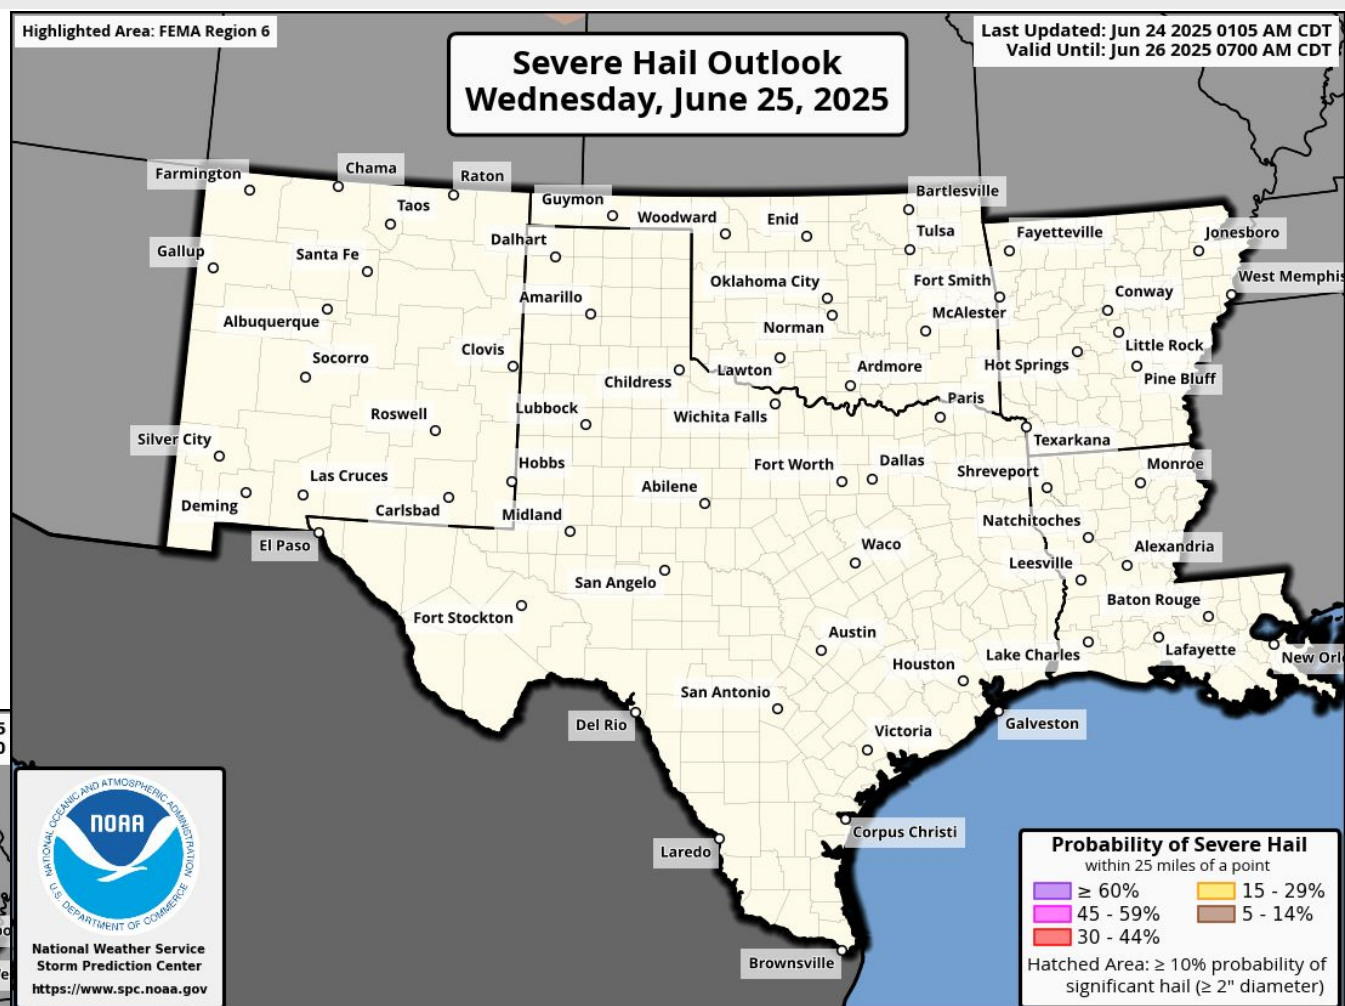 Highlighted Area: FEMA Region 6
Last Updated: Jun 24 2025 0105 AM CDT
Valid Until: Jun 26 2025 0700 AM CDT
Severe Hail Outlook
Wednesday, June 25, 2025
Farmington
Chama
Raton
Taos
Guymon
Woodward
Enid
Bartlesville
Tulsa
Fayetteville
Jonesboro
Gallup
Santa Fe
Dalhart
Oklahoma City
Fort Smith
West Memphis
Albuquerque
Amarillo
Norman
McAlester
Conway
Little Rock
Socorro
Clovis
Childress
Lawton
Ardmore
Hot Springs
Pine Bluff
Roswell
Lubbock
Wichita Falls
Paris
Texarkana
Silver City
Las Cruces
Hobbs
Abilene
Fort Worth
Dallas
Shreveport
Monroe
Deming
Carlsbad
Midland
Natchitoches
El Paso
San Angelo
Waco
Leesville
Alexandria
Fort Stockton
Austin
Baton Rouge
Houston
Lake Charles
Lafayette
New Orl
San Antonio
Del Rio
Victoria
Galveston
Laredo
Corpus Christi
Brownsville
NATIONAL OCEANIC AND ATMOSPHERIC ADMINISTRATION
NOAA
U.S. DEPARTMENT OF COMMERCE
National Weather Service
Storm Prediction Center
https://www.spc.noaa.gov
Probability of Severe Hail
within 25 miles of a point
≥ 60%
15 - 29%
45 - 59%
5 - 14%
30 - 44%
Hatched Area: ≥ 10% probability of
significant hail (≥ 2" diameter)